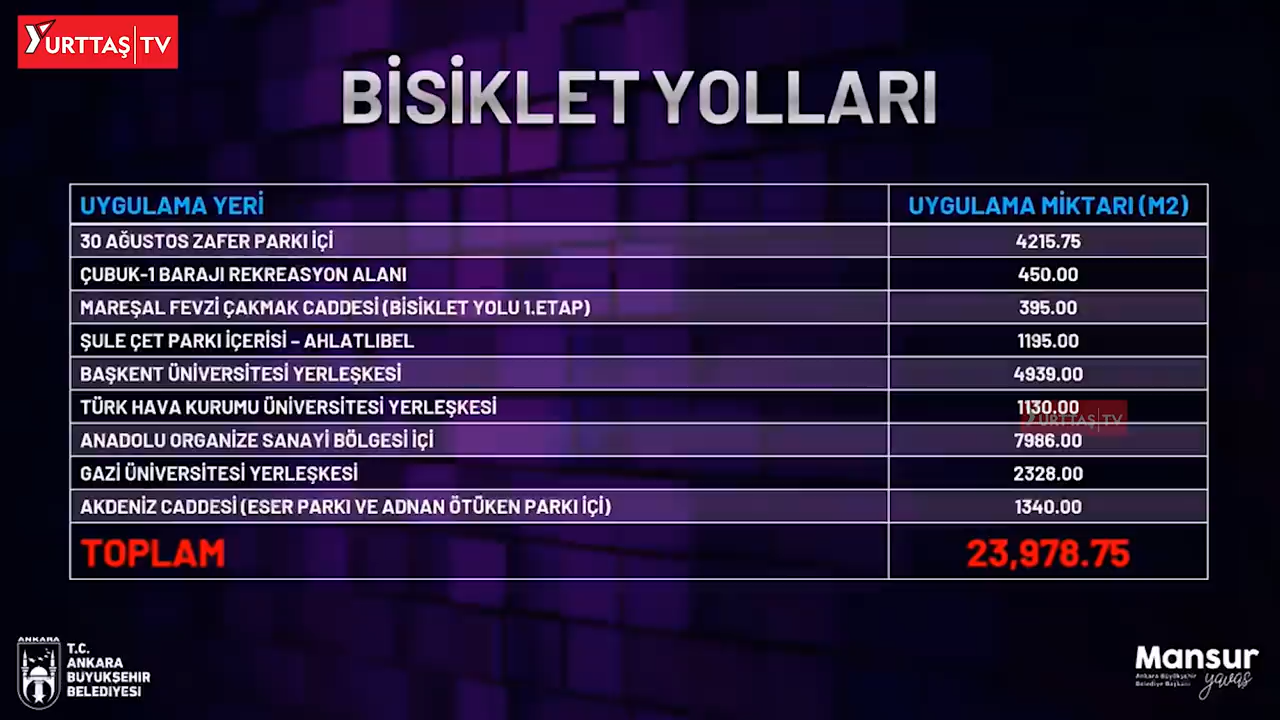 YURTTAŞ TV
BİSİKLET YOLLARI
UYGULAMA YERİ UYGULAMA MİKTARI (M2)
30 AĞUSTOS ZAFER PARKI İÇİ 4215.75
ÇUBUK-1 BARAJI REKREASYON ALANI 450.00
MAREŞAL FEVZİ ÇAKMAK CADDESİ (BİSİKLET YOLU 1.ETAP) 395.00
ŞULE ÇET PARKI İÇERİSİ – AHLATLIBEL 1195.00
BAŞKENT ÜNİVERSİTESİ YERLEŞKESİ 4939.00
TÜRK HAVA KURUMU ÜNİVERSİTESİ YERLEŞKESİ 1130.00
YURTTAŞ TV
ANADOLU ORGANİZE SANAYİ BÖLGESİ İÇİ 7986.00
GAZİ ÜNİVERSİTESİ YERLEŞKESİ 2328.00
AKDENİZ CADDESİ (ESER PARKI VE ADNAN ÖTÜKEN PARKI İÇİ) 1340.00
TOPLAM 23,978.75
ANKARA
T.C.
ANKARA
BÜYÜKŞEHİR
BELEDİYESİ
Mansur
Ankara Büyükşehir
Belediye Başkanı
yavaş